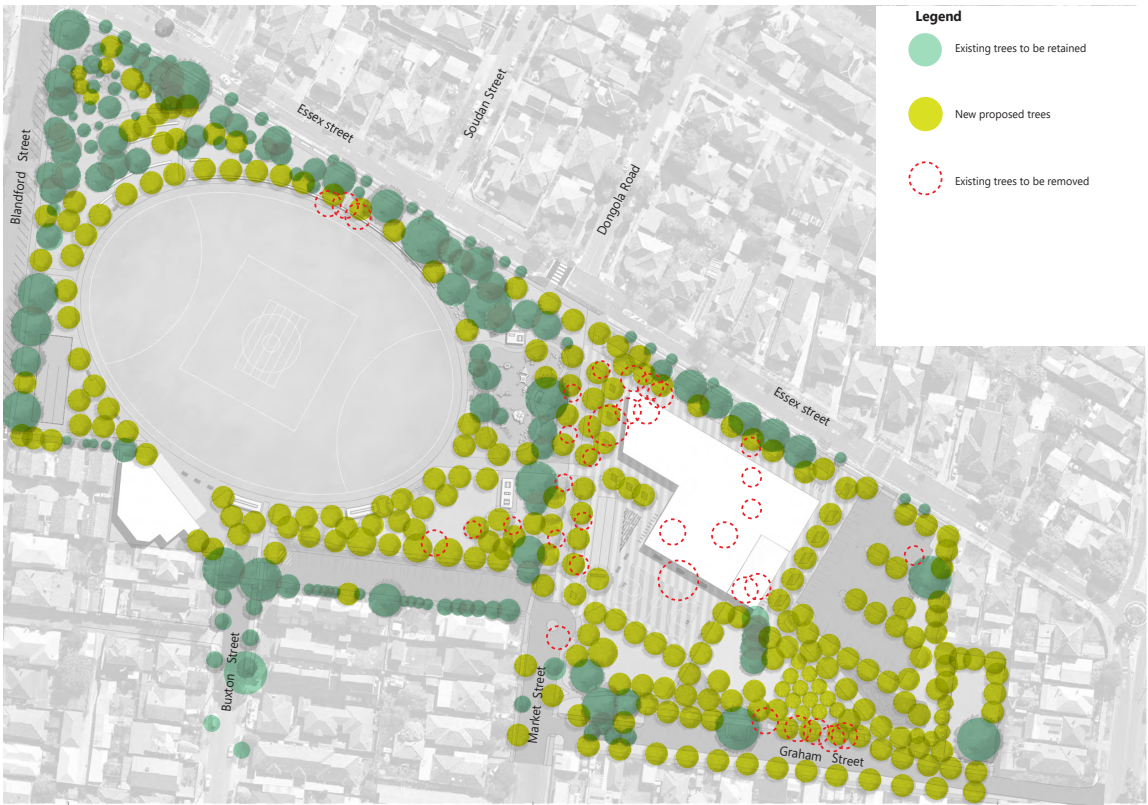 Legend
Existing trees to be retained
New proposed trees
Existing trees to be removed
Essex street
Soudan Street
Dongola Road
Blandford Street
Essex street
Buxton Street
Market Street
Graham Street